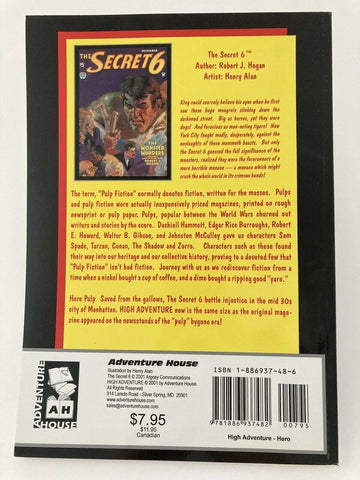 THE
SECRET 6
DECEMBER
15¢
THE
MONSTER
MURDERS
The Secret 6™
Author: Robert J. Hogan
Artist: Henry Alan
King could scarcely believe his eyes when he first
saw those huge mongrels slinking down the
darkened street. Big as horses, yet they were
dogs! And ferocious as man-eating tigers! New
York City fought madly, desperately, against the
onslaughts of those mammoth beasts. But only
the Secret 6 guessed the full significance of the
monsters, realized they were the forerunners of a
more horrible menace — a menace which might
crush the whole world in its crimson hands!
The term, "Pulp Fiction" normally denotes fiction, written for the masses. Pulps
and pulp fiction were actually inexpensively priced magazines, printed on rough
newsprint or pulp paper. Pulps, popular between the World Wars churned out
writers and stories by the score. Dashiell Hammett, Edgar Rice Burroughs, Robert
E. Howard, Walter B. Gibson, and Johnston McCulley gave us characters Sam
Spade, Tarzan, Conan, The Shadow and Zorro. Characters such as these found
their way into our heritage and our collective history, proving to a devoted few that
"Pulp Fiction" isn't bad fiction. Journey with us as we rediscover fiction from a
time when a nickel bought a cup of coffee, and a dime bought a ripping good "yarn."
Hero Pulp Saved from the gallows, The Secret 6 battle injustice in the mid 30s
city of Manhattan. HIGH ADVENTURE now is the same size as the original
magazine appeared on the newsstands of the "pulp" bygone era!
ADVENTURE
AH
HOUSE
Adventure House
Illustration by Henry Alan
The Secret 6 © 2001 Argosy Communications
HIGH ADVENTURE © 2001 by Adventure House
All Rights Reserved
914 Laredo Road - Silver Spring, MD 20901
www.adventurehouse.com
sales@adventurehouse.com
$7.95
$11.95
Canadian
ISBN 1-886937-48-6
9 781886 937482
00795
High Adventure - Hero